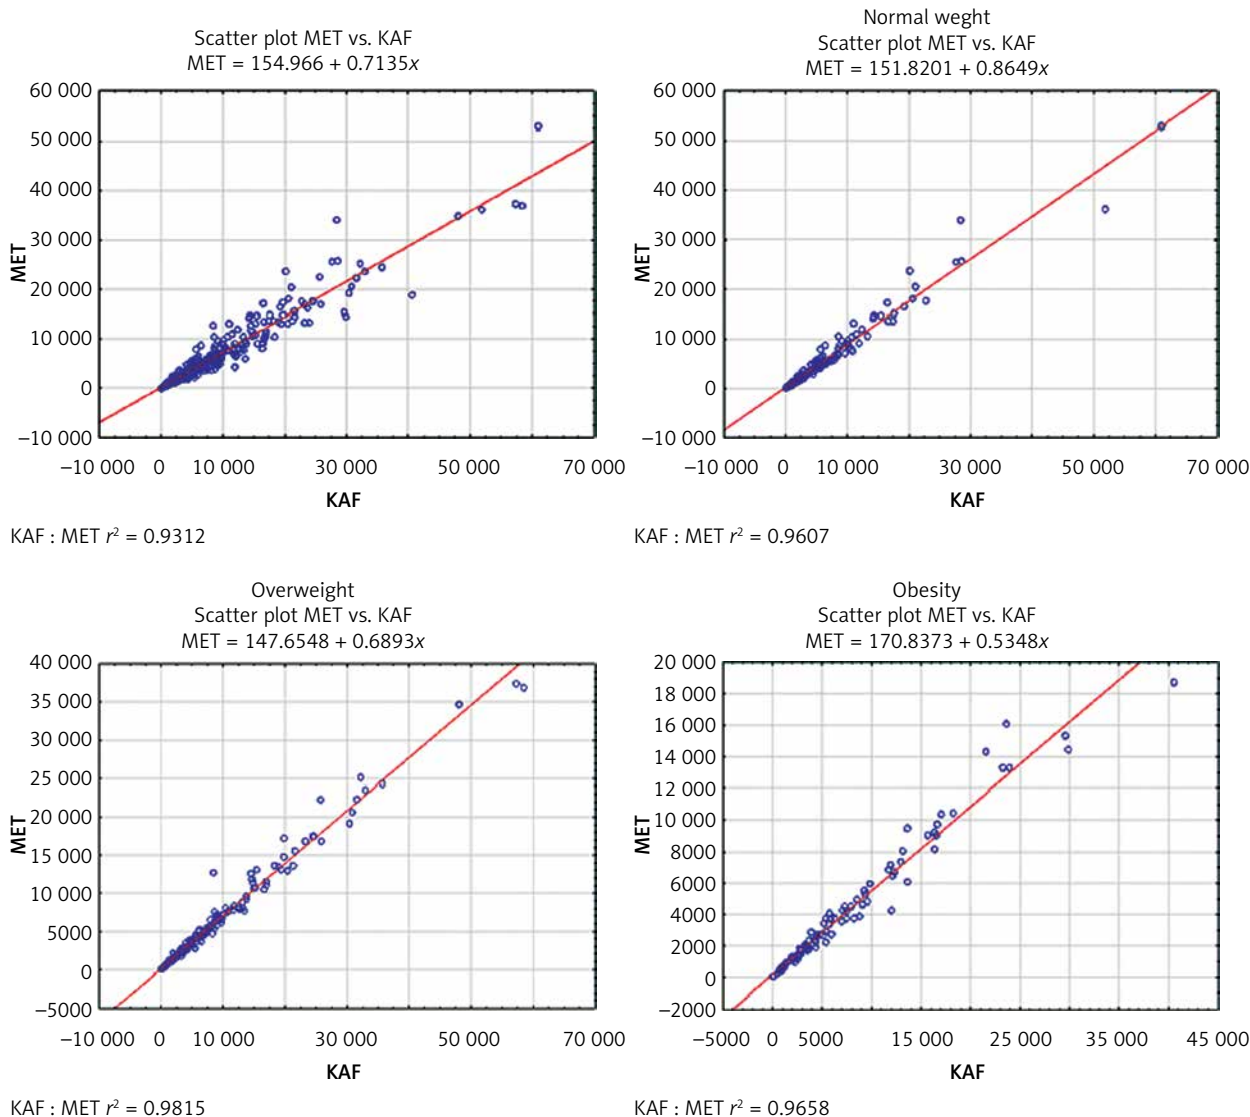 Scatter plot MET vs. KAF
MET = 154.966 + 0.7135x
60 000
50 000
40 000
30 000
20 000
10 000
0
–10 000
MET
–10 000 0 10 000 30 000 50 000 70 000
KAF
KAF : MET r² = 0.9312
Normal weght
Scatter plot MET vs. KAF
MET = 151.8201 + 0.8649x
60 000
50 000
40 000
30 000
20 000
10 000
0
–10 000
MET
–10 000 0 10 000 30 000 50 000 70 000
KAF
KAF : MET r² = 0.9607
Overweight
Scatter plot MET vs. KAF
MET = 147.6548 + 0.6893x
40 000
35 000
30 000
25 000
20 000
15 000
10 000
5000
0
–5000
MET
–10 000 0 10 000 30 000 50 000 70 000
KAF
KAF : MET r² = 0.9815
Obesity
Scatter plot MET vs. KAF
MET = 170.8373 + 0.5348x
20 000
18 000
16 000
14 000
12 000
10 000
8000
6000
4000
2000
0
–2000
MET
–5000 0 5000 15 000 25 000 35 000 45 000
KAF
KAF : MET r² = 0.9658